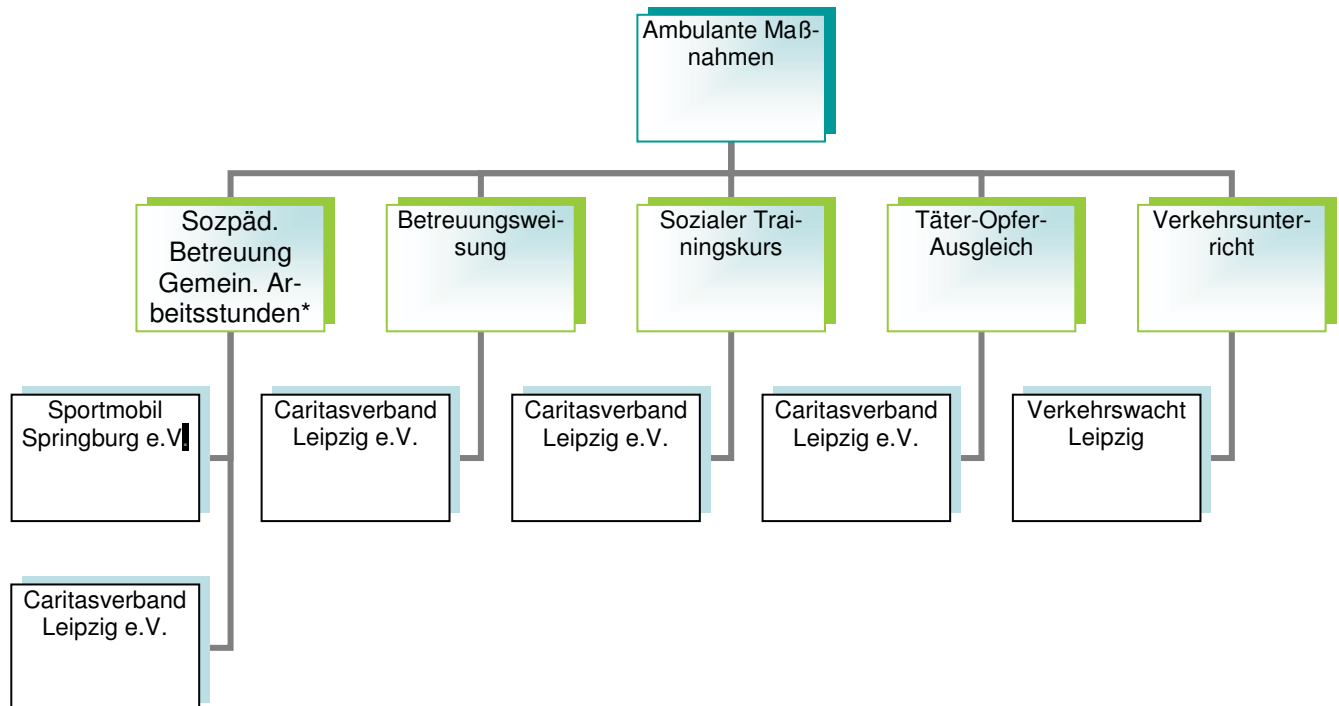 Ambulante Maß-
nahmen
Sozpäd.
Betreuung
Gemein. Ar-
beitsstunden*
Betreuungswei-
sung
Sozialer Trai-
ningskurs
Täter-Opfer-
Ausgleich
Verkehrsunter-
richt
Sportmobil
Springburg e.V.
Caritasverband
Leipzig e.V.
Caritasverband
Leipzig e.V.
Caritasverband
Leipzig e.V.
Verkehrswacht
Leipzig
Caritasverband
Leipzig e.V.